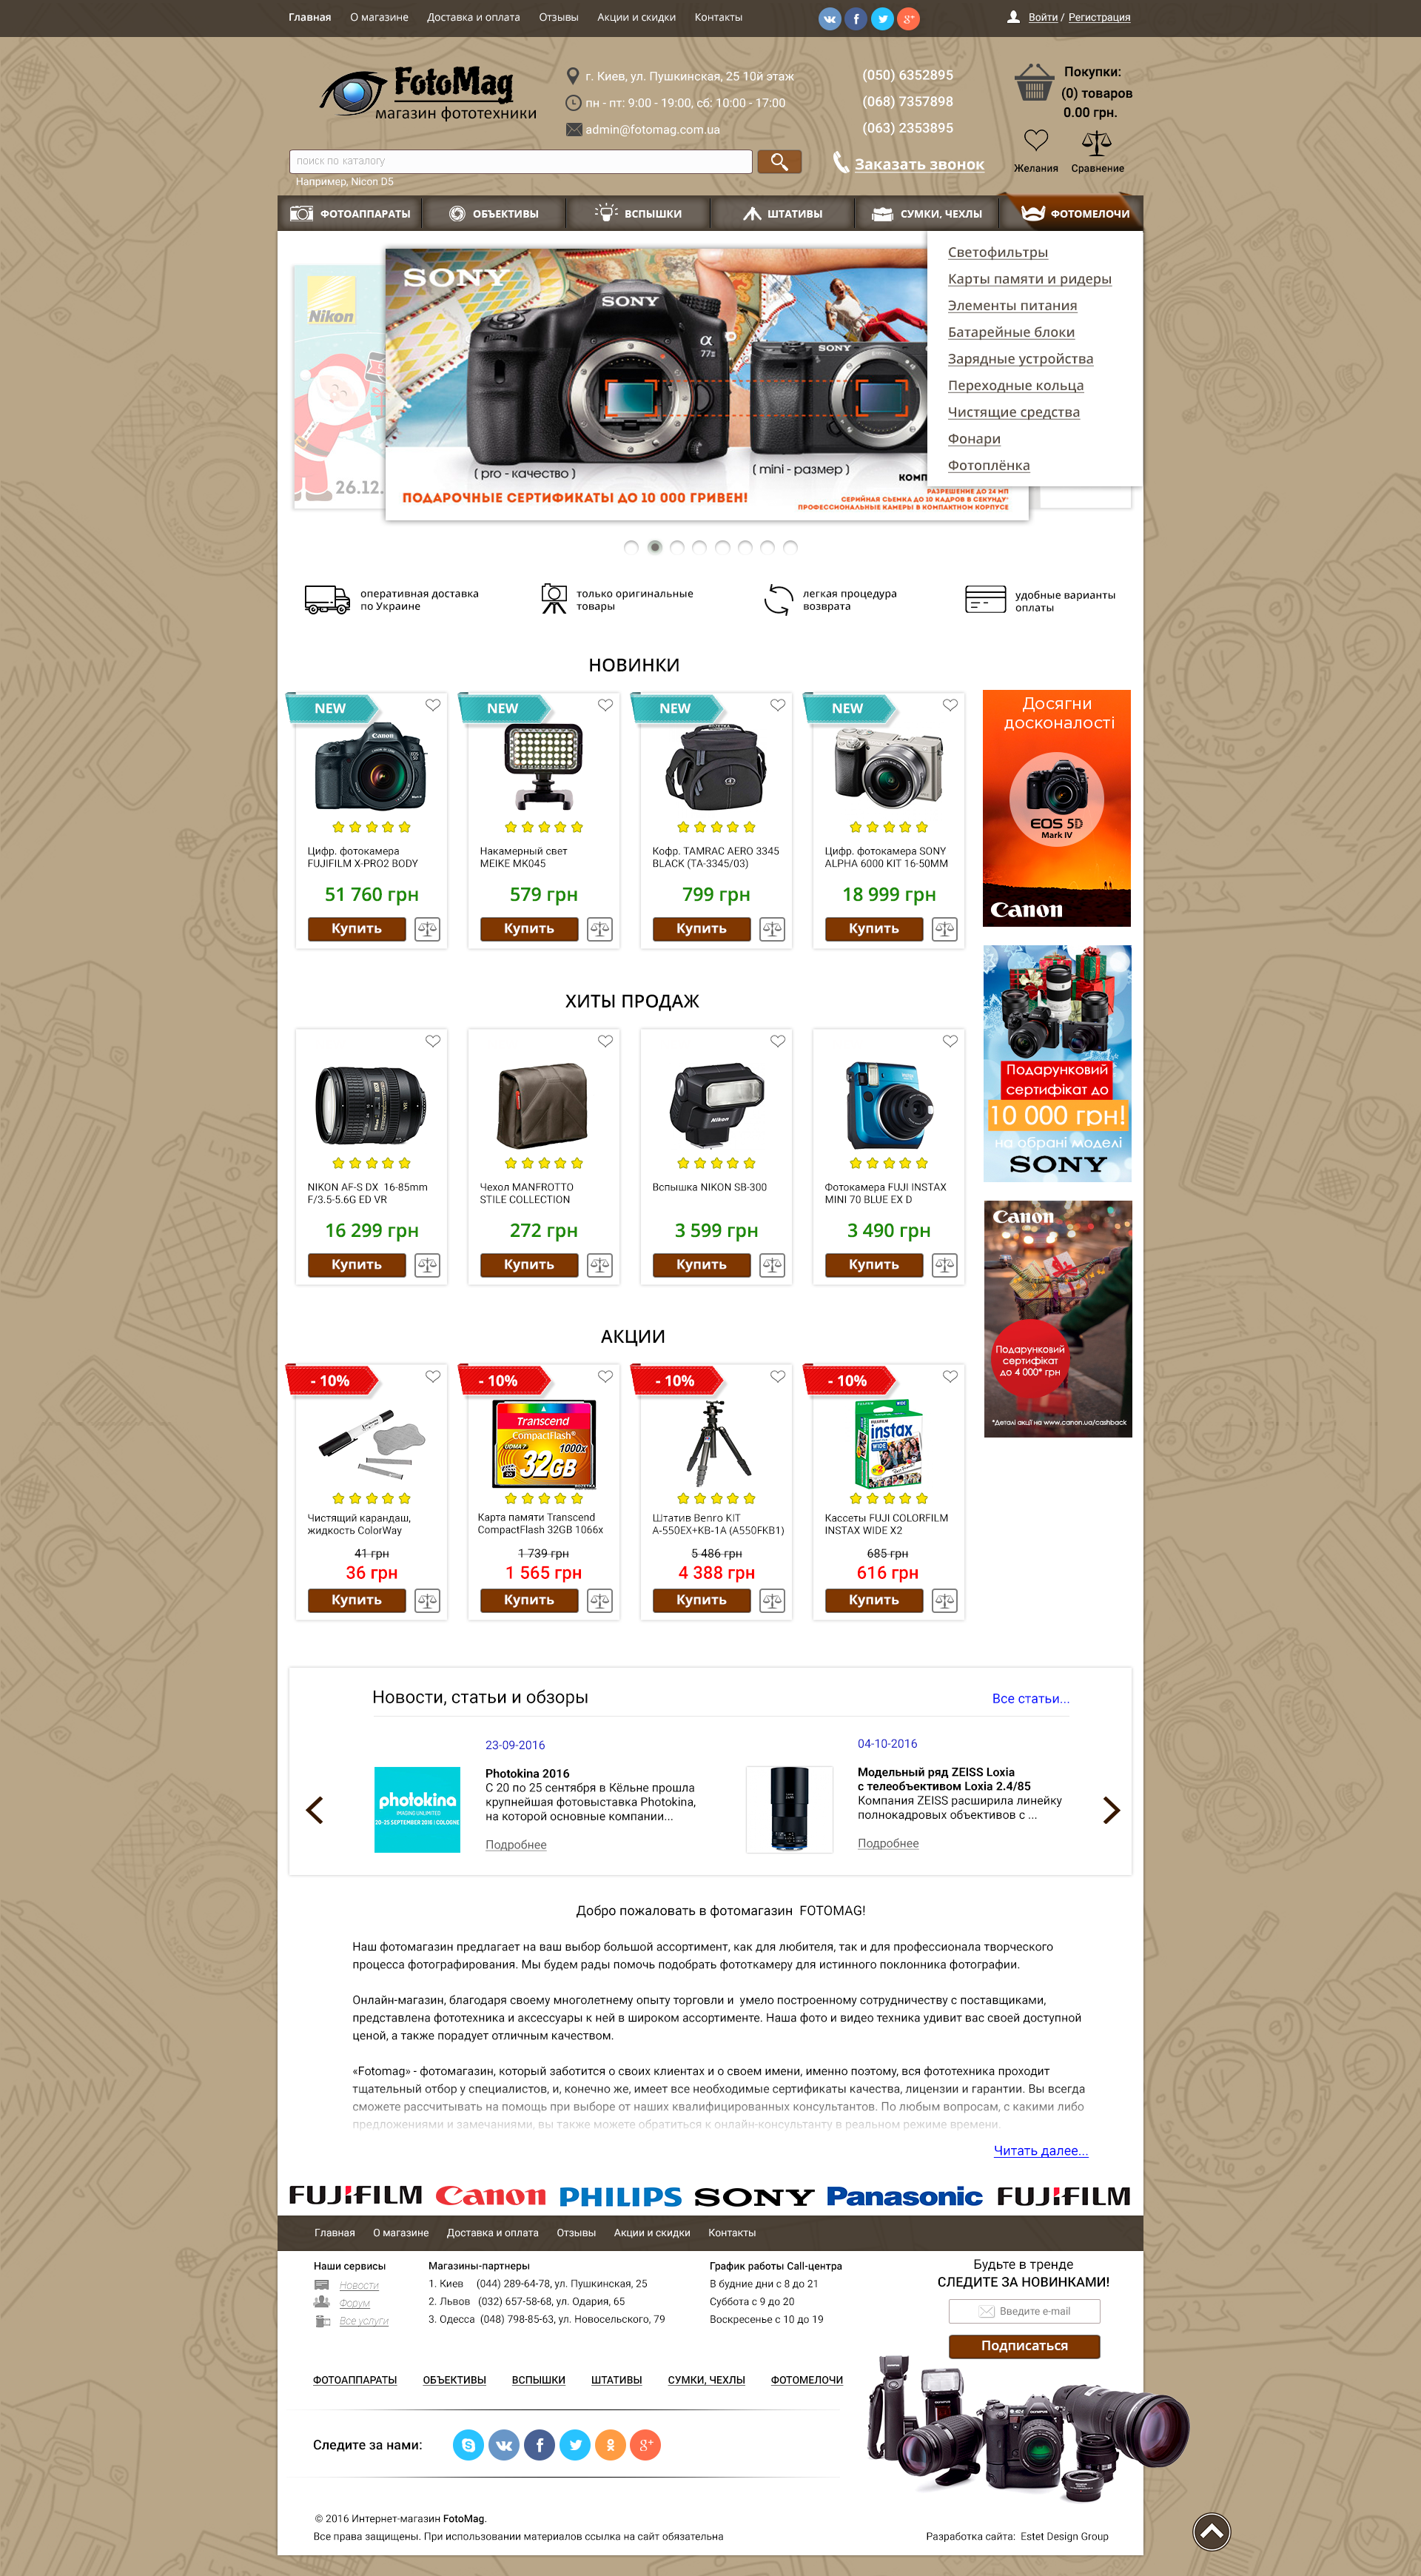 Главная О магазине Доставка и оплата Отзывы Акции и скидки Контакты
Войти / Регистрация
FotoMag
магазин фототехники
г. Киев, ул. Пушкинская, 25 10й этаж
пн - пт: 9:00 - 19:00, сб: 10:00 - 17:00
admin@fotomag.com.ua
(050) 6352895
(068) 7357898
(063) 2353895
Заказать звонок
Покупки:
(0) товаров
0.00 грн.
Желания Сравнение
поиск по каталогу
Например, Nicon D5
ФОТОАППАРАТЫ ОБЪЕКТИВЫ ВСПЫШКИ ШТАТИВЫ СУМКИ, ЧЕХЛЫ ФОТОМЕЛОЧИ
Светофильтры
Карты памяти и ридеры
Элементы питания
Батарейные блоки
Зарядные устройства
Переходные кольца
Чистящие средства
Фонари
Фотоплёнка
Nikon
26.12.
SONY
SONY
α
77II
SONY
( pro - качество )
( mini - размер )
КОМП
ПОДАРОЧНЫЕ СЕРТИФИКАТЫ ДО 10 000 ГРИВЕН!
РАЗРЕШЕНИЕ ДО 24 МП
СЕРИЙНАЯ СЬЕМКА ДО 10 КАДРОВ В СЕКУНДУ*
ПРОФЕССИОНАЛЬНЫЕ КАМЕРЫ В КОМПАКТНОМ КОРПУСЕ
оперативная доставка
по Украине
только оригинальные
товары
легкая процедура
возврата
удобные варианты
оплаты
НОВИНКИ
NEW
Canon
Цифр. фотокамера
FUJIFILM X-PRO2 BODY
51 760 грн
Купить
NEW
Накамерный свет
MEIKE MK045
579 грн
Купить
NEW
Кофр. TAMRAC AERO 3345
BLACK (TA-3345/03)
799 грн
Купить
NEW
Цифр. фотокамера SONY
ALPHA 6000 KIT 16-50MM
18 999 грн
Купить
Досягни
досконалості
EOS 5D
Mark IV
Canon
ХИТЫ ПРОДАЖ
NIKON AF-S DX 16-85mm
F/3.5-5.6G ED VR
16 299 грн
Купить
Чехол MANFROTTO
STILE COLLECTION
272 грн
Купить
Nikon
Вспышка NIKON SB-300
3 599 грн
Купить
Фотокамера FUJI INSTAX
MINI 70 BLUE EX D
3 490 грн
Купить
Подарунковий
сертифікат до
10 000 грн!
на обрані моделі
SONY
Canon
Подарунковий
сертифікат
до 4 000* грн
*Деталі акції на www.canon.ua/cashback
АКЦИИ
- 10%
Чистящий карандаш,
жидкость ColorWay
41 грн
36 грн
Купить
- 10%
Transcend
CompactFlash®
UDMA7 1000x
32GB
Карта памяти Transcend
CompactFlash 32GB 1066x
1 739 грн
1 565 грн
Купить
- 10%
Штатив Benro KIT
A-550EX+KB-1A (A550FKB1)
5 486 грн
4 388 грн
Купить
- 10%
WIDE
instax
WIDE
Кассеты FUJI COLORFILM
INSTAX WIDE X2
685 грн
616 грн
Купить
Новости, статьи и обзоры
Все статьи...
23-09-2016
photokina
IMAGING UNLIMITED
20-25 SEPTEMBER 2016 | COLOGNE
Photokina 2016
С 20 по 25 сентября в Кёльне прошла
крупнейшая фотовыставка Photokina,
на которой основные компании...
Подробнее
04-10-2016
Модельный ряд ZEISS Loxia
с телеобъективом Loxia 2.4/85
Компания ZEISS расширила линейку
полнокадровых объективов с ...
Подробнее
Добро пожаловать в фотомагазин FOTOMAG!
Наш фотомагазин предлагает на ваш выбор большой ассортимент, как для любителя, так и для профессионала творческого
процесса фотографирования. Мы будем рады помочь подобрать фототкамеру для истинного поклонника фотографии.
Онлайн-магазин, благодаря своему многолетнему опыту торговли и умело построенному сотрудничеству с поставщиками,
представлена фототехника и аксессуары к ней в широком ассортименте. Наша фото и видео техника удивит вас своей доступной
ценой, а также порадует отличным качеством.
«Fotomag» - фотомагазин, который заботится о своих клиентах и о своем имени, именно поэтому, вся фототехника проходит
тщательный отбор у специалистов, и, конечно же, имеет все необходимые сертификаты качества, лицензии и гарантии. Вы всегда
сможете рассчитывать на помощь при выборе от наших квалифицированных консультантов. По любым вопросам, с какими либо
предложениями и замечаниями, вы также можете обратиться к онлайн-консультанту в реальном режиме времени.
Читать далее...
FUJIFILM Canon PHILIPS SONY Panasonic FUJIFILM
Главная О магазине Доставка и оплата Отзывы Акции и скидки Контакты
Наши сервисы
Новости
Форум
Все услуги
Магазины-партнеры
1. Киев (044) 289-64-78, ул. Пушкинская, 25
2. Львов (032) 657-58-68, ул. Одария, 65
3. Одесса (048) 798-85-63, ул. Новосельского, 79
График работы Call-центра
В будние дни с 8 до 21
Суббота с 9 до 20
Воскресенье с 10 до 19
Будьте в тренде
СЛЕДИТЕ ЗА НОВИНКАМИ!
Введите e-mail
Подписаться
ФОТОАППАРАТЫ ОБЪЕКТИВЫ ВСПЫШКИ ШТАТИВЫ СУМКИ, ЧЕХЛЫ ФОТОМЕЛОЧИ
Следите за нами:
© 2016 Интернет-магазин FotoMag.
Все права защищены. При использовании материалов ссылка на сайт обязательна
Разработка сайта: Estet Design Group